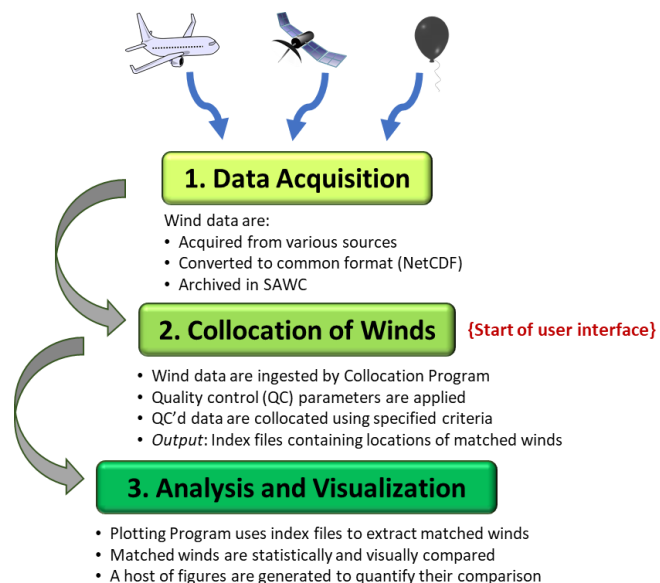 1. Data Acquisition
Wind data are:
• Acquired from various sources
• Converted to common format (NetCDF)
• Archived in SAWC
2. Collocation of Winds {Start of user interface}
• Wind data are ingested by Collocation Program
• Quality control (QC) parameters are applied
• QC'd data are collocated using specified criteria
• Output: Index files containing locations of matched winds
3. Analysis and Visualization
• Plotting Program uses index files to extract matched winds
• Matched winds are statistically and visually compared
• A host of figures are generated to quantify their comparison